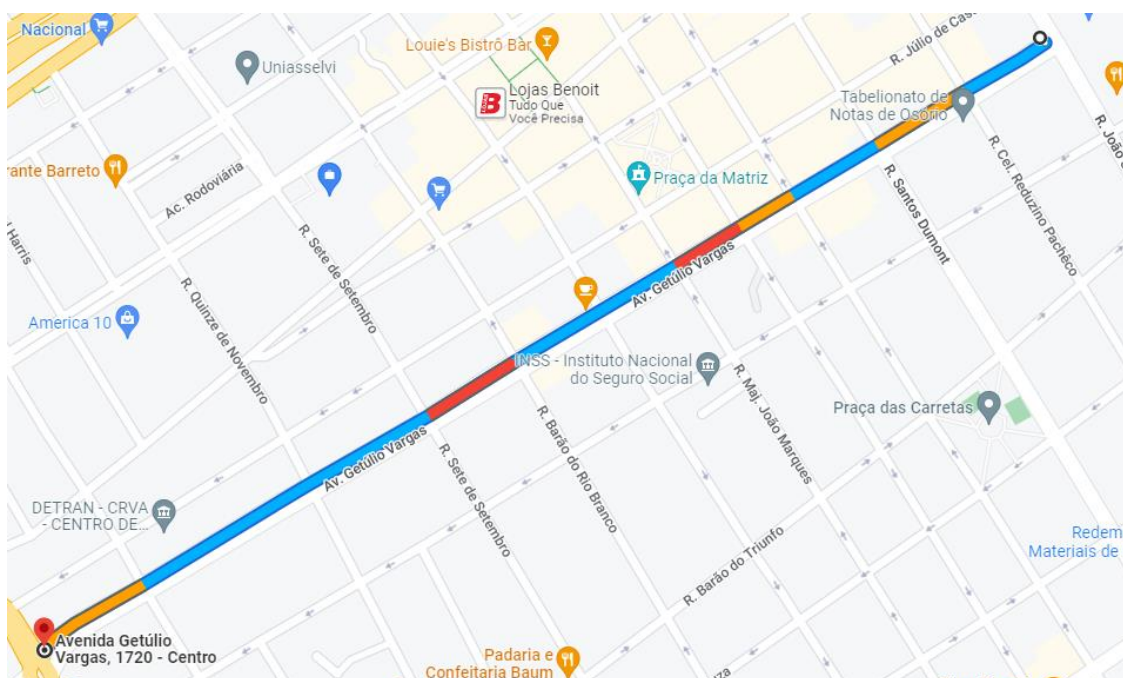 Nacional
Louie's Bistrô Bar
R. Júlio de Cas
Uniasselvi
Lojas Benoit
Tudo Que
Você Precisa
Tabelionato de
Notas de Osório
rante Barreto
Ac. Rodoviária
Praça da Matriz
R. João
R. Cel. Reduzino Pachêco
R. Santos Dumont
Harris
R. Sete de Setembro
R. Quinze de Novembro
Av. Getúlio Vargas
America 10
INSS - Instituto Nacional
do Seguro Social
R. Maj. João Marques
Praça das Carretas
R. Barão do Rio Branco
Av. Getúlio Vargas
R. Sete de Setembro
DETRAN - CRVA
- CENTRO DE...
R. Barão do Triunfo
Redem
Materiais de
Avenida Getúlio
Vargas, 1720 - Centro
Padaria e
Confeitaria Baum